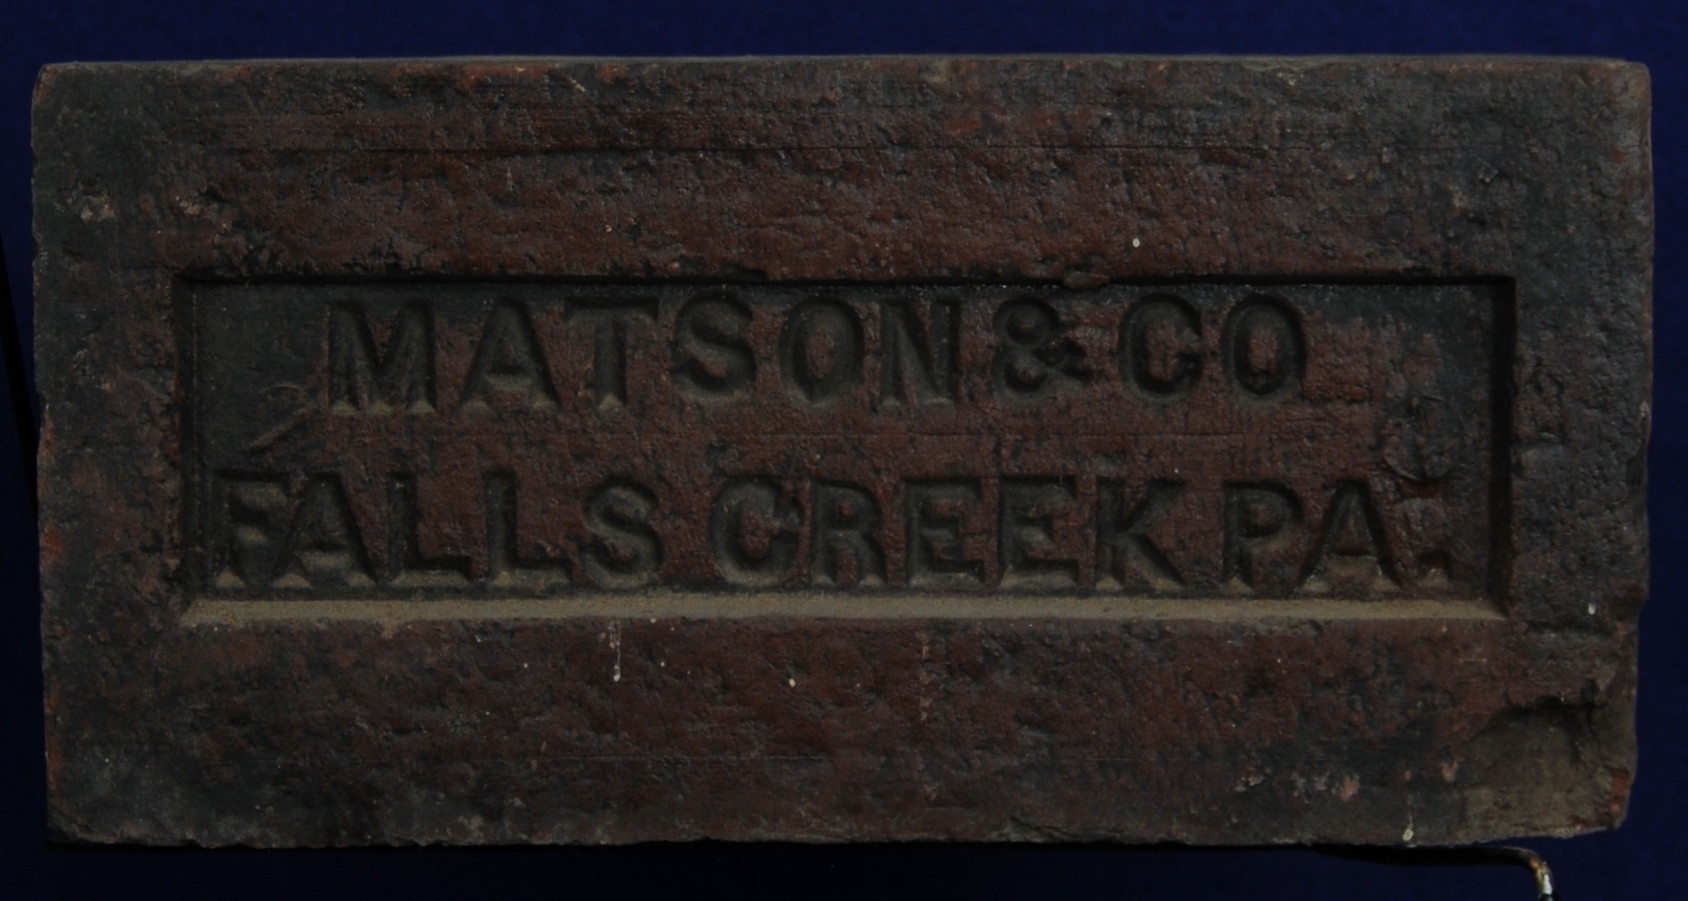 MATSON & CO
FALLS CREEK PA.